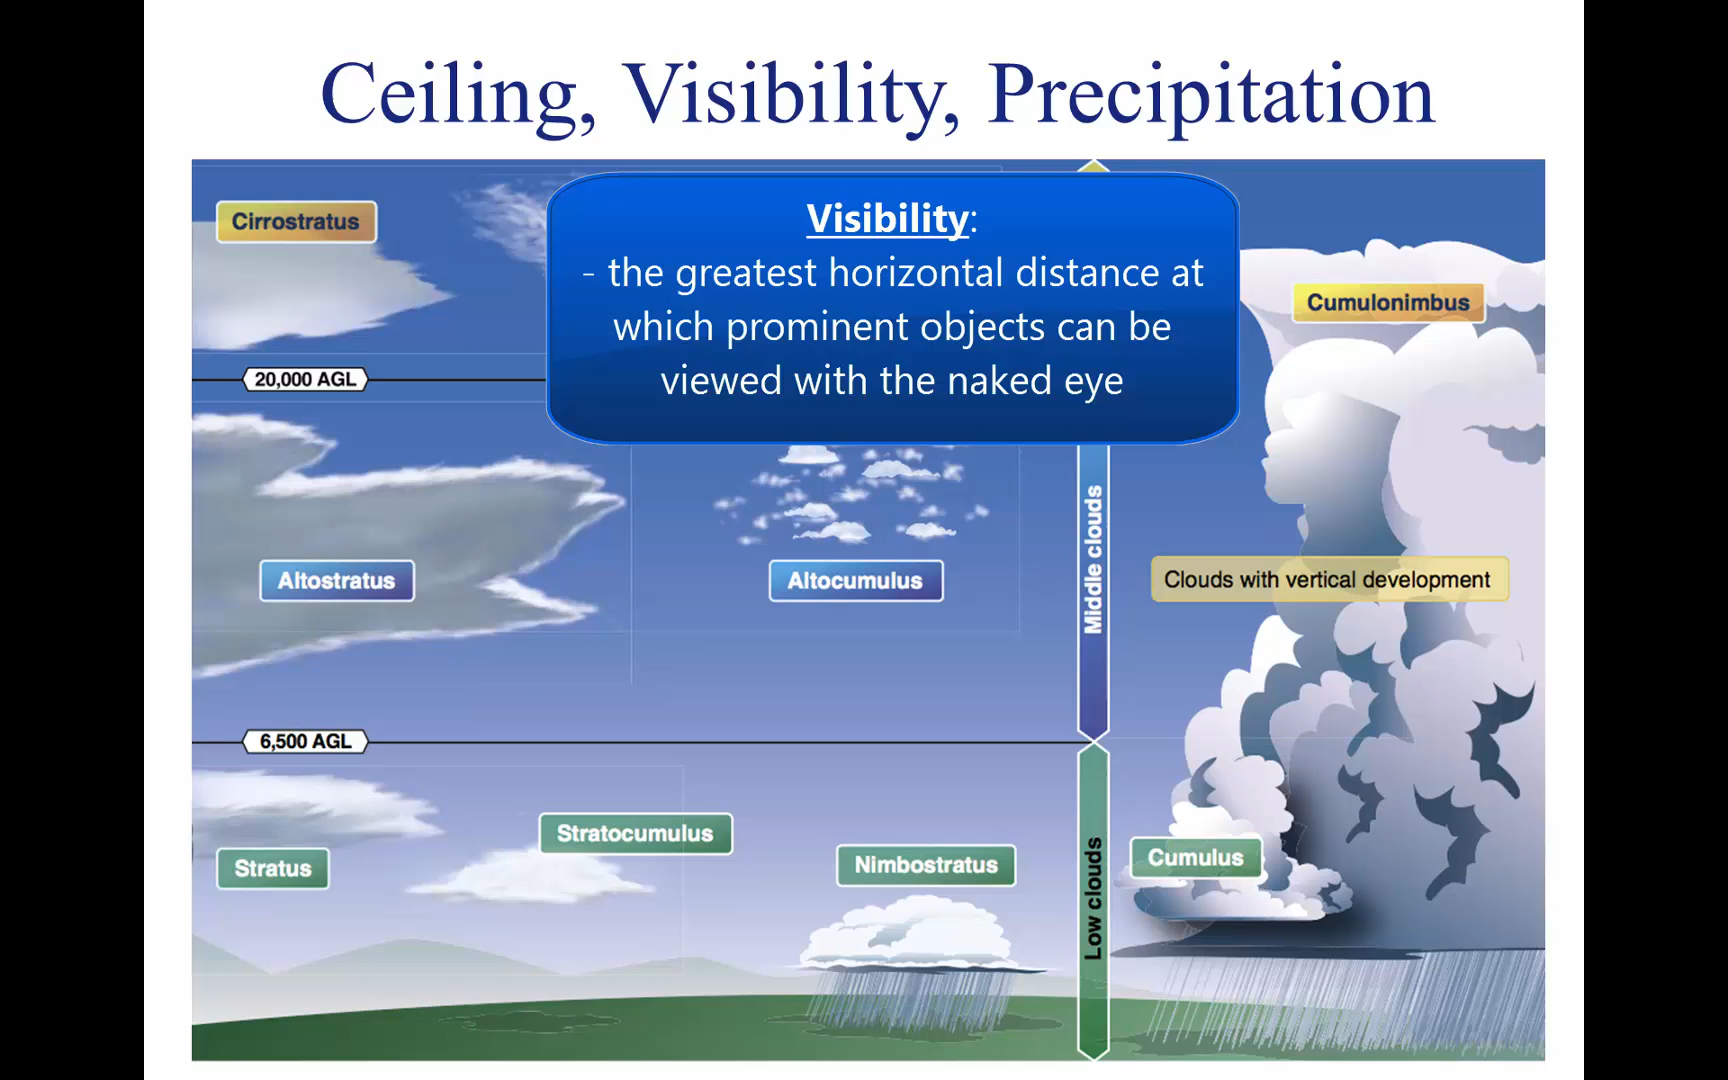 Ceiling, Visibility, Precipitation
Visibility:
- the greatest horizontal distance at
which prominent objects can be
viewed with the naked eye
Cirrostratus
Cumulonimbus
20,000 AGL
Altostratus
Altocumulus
Middle clouds
Clouds with vertical development
6,500 AGL
Stratus
Stratocumulus
Nimbostratus
Low clouds
Cumulus